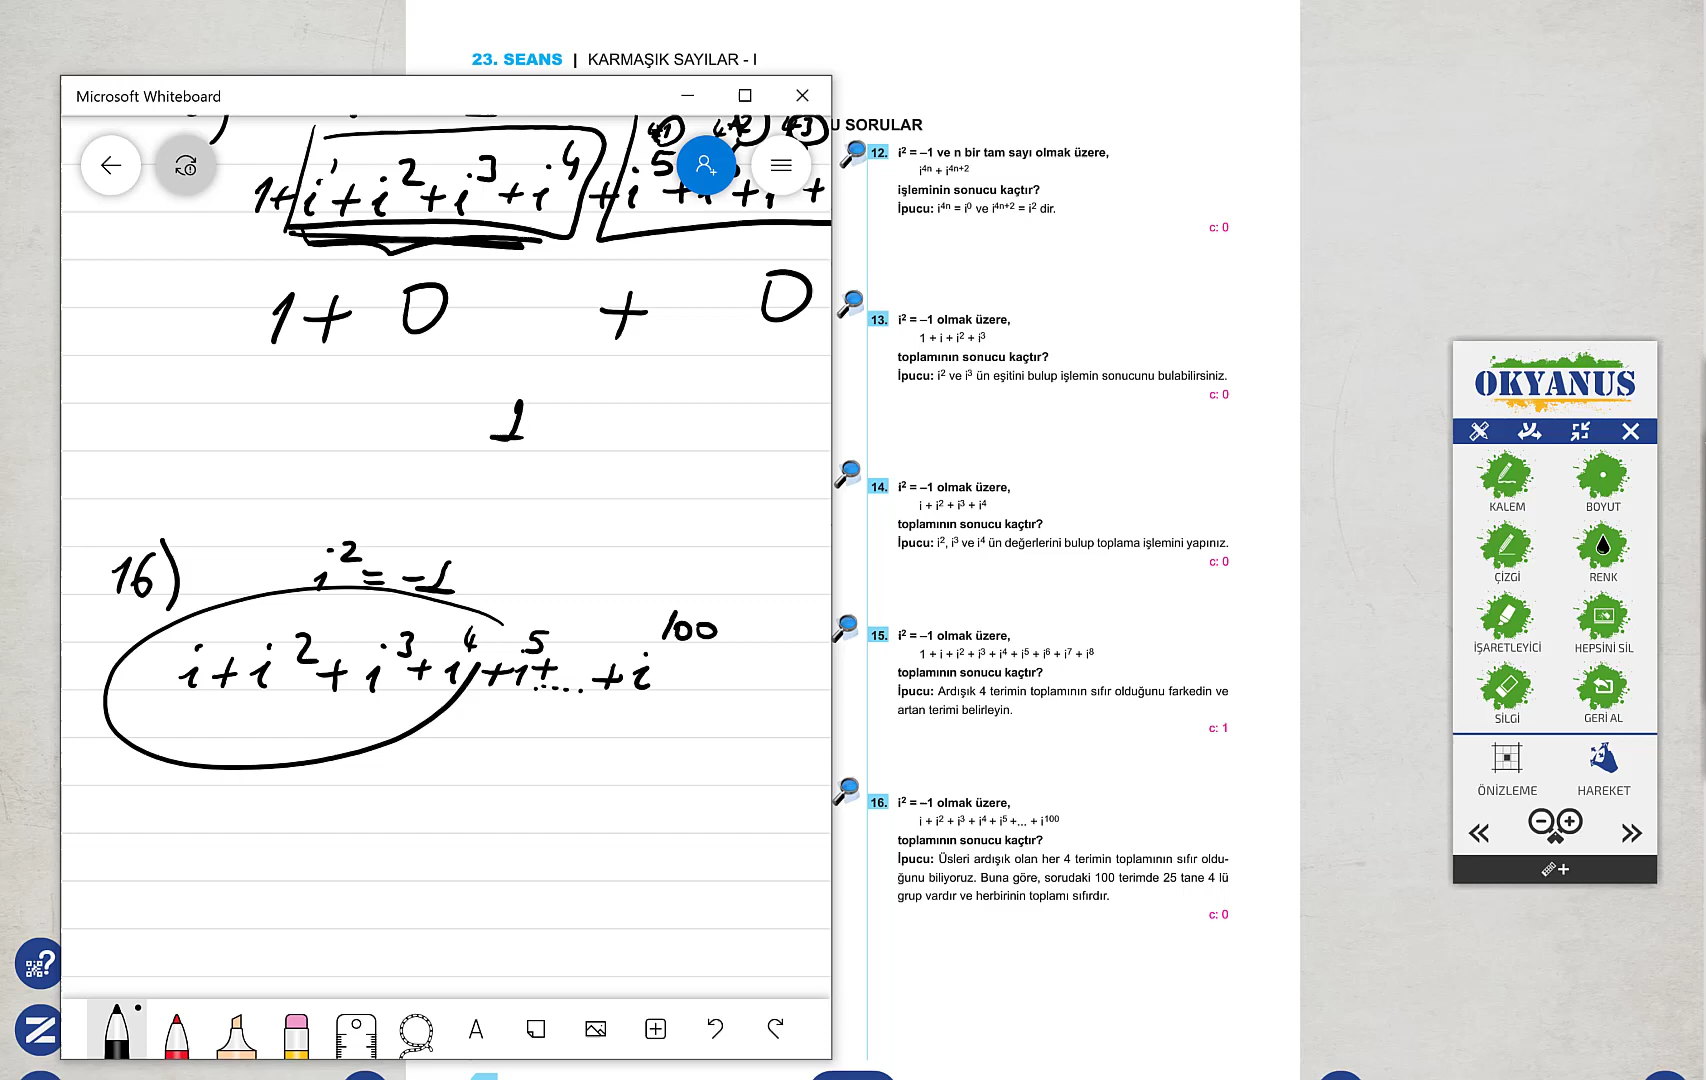 23. SEANS | KARMAŞIK SAYILAR - I
Microsoft Whiteboard
1+i¹+i²+i³+i⁴+i⁵
1+ 0 + 0
1
16) i² = -1
i+i²+i³+i⁴+i⁵+.....+i¹⁰⁰
U SORULAR
12. i² = –1 ve n bir tam sayı olmak üzere,
i⁴ⁿ + i⁴ⁿ⁺²
işleminin sonucu kaçtır?
İpucu: i⁴ⁿ = i⁰ ve i⁴ⁿ⁺² = i² dir.
c: 0
13. i² = –1 olmak üzere,
1 + i + i² + i³
toplamının sonucu kaçtır?
İpucu: i² ve i³ ün eşitini bulup işlemin sonucunu bulabilirsiniz.
c: 0
14. i² = –1 olmak üzere,
i + i² + i³ + i⁴
toplamının sonucu kaçtır?
İpucu: i², i³ ve i⁴ ün değerlerini bulup toplama işlemini yapınız.
c: 0
15. i² = –1 olmak üzere,
1 + i + i² + i³ + i⁴ + i⁵ + i⁶ + i⁷ + i⁸
toplamının sonucu kaçtır?
İpucu: Ardışık 4 terimin toplamının sıfır olduğunu farkedin ve
artan terimi belirleyin.
c: 1
16. i² = –1 olmak üzere,
i + i² + i³ + i⁴ + i⁵ +... + i¹⁰⁰
toplamının sonucu kaçtır?
İpucu: Üsleri ardışık olan her 4 terimin toplamının sıfır oldu-
ğunu biliyoruz. Buna göre, sorudaki 100 terimde 25 tane 4 lü
grup vardır ve herbirinin toplamı sıfırdır.
c: 0
OKYANUS
KALEM BOYUT
ÇİZGİ RENK
İŞARETLEYİCİ HEPSİNİ SİL
SİLGİ GERİ AL
ÖNİZLEME HAREKET